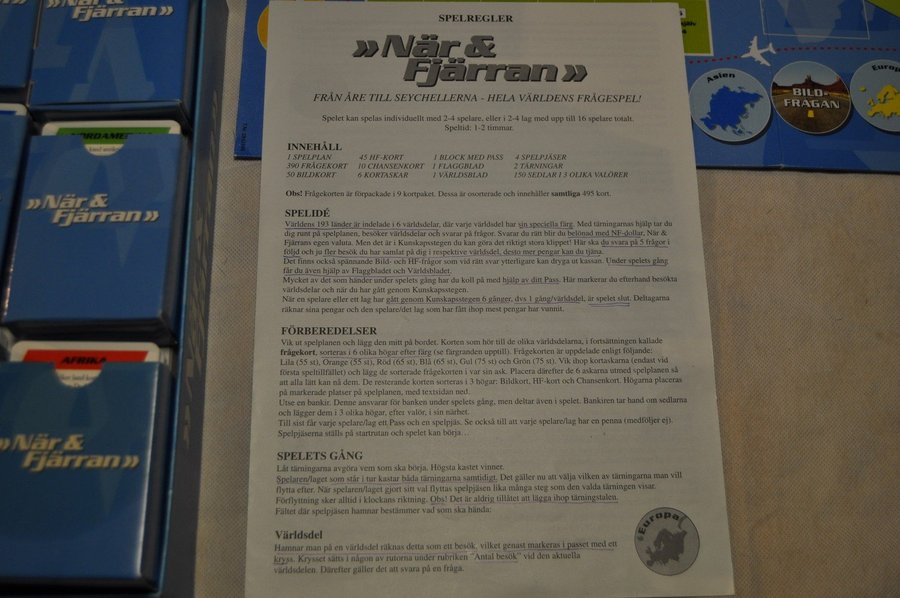 När &
Fjärran »
NORDAMERIKA
» När &
Fjärran »
AFRIKA
» När &
Fjärran »
Asien
BILD-
FRÅGAN
Europa
SPELREGLER
» När &
Fjärran »
FRÅN ÅRE TILL SEYCHELLERNA - HELA VÄRLDENS FRÅGESPEL!
Spelet kan spelas individuellt med 2-4 spelare, eller i 2-4 lag med upp till 16 spelare totalt.
Speltid: 1-2 timmar.
INNEHÅLL
1 SPELPLAN 45 HF-KORT 1 BLOCK MED PASS 4 SPELPJÄSER
390 FRÅGEKORT 10 CHANSENKORT 1 FLAGGBLAD 2 TÄRNINGAR
50 BILDKORT 6 KORTASKAR 1 VÄRLDSBLAD 150 SEDLAR I 3 OLIKA VALÖRER
Obs! Frågekorten är förpackade i 9 kortpaket. Dessa är osorterade och innehåller samtliga 495 kort.
SPELIDÉ
Världens 193 länder är indelade i 6 världsdelar, där varje världsdel har sin speciella färg. Med tärningarnas hjälp tar du
dig runt på spelplanen, besöker världsdelar och svarar på frågor. Svarar du rätt blir du belönad med NF-dollar, När &
Fjärrans egen valuta. Men det är i Kunskapsstegen du kan göra det riktigt stora klippet! Här ska du svara på 5 frågor i
följd och ju fler besök du har samlat på dig i respektive världsdel, desto mer pengar kan du tjäna.
Det finns också spännande Bild- och HF-frågor som vid rätt svar ytterligare kan dryga ut kassan. Under spelets gång
får du även hjälp av Flaggbladet och Världsbladet.
Mycket av det som händer under spelets gång har du koll på med hjälp av ditt Pass. Här markerar du efterhand besökta
världsdelar och när du har gått genom Kunskapsstegen.
När en spelare eller ett lag har gått genom Kunskapsstegen 6 gånger, dvs 1 gång/världsdel, är spelet slut. Deltagarna
räknar sina pengar och den spelare/det lag som har fått ihop mest pengar har vunnit.
FÖRBEREDELSER
Vik ut spelplanen och lägg den mitt på bordet. Korten som hör till de olika världsdelarna, i fortsättningen kallade
frågekort, sorteras i 6 olika högar efter färg (se färgranden upptill). Frågekorten är uppdelade enligt följande:
Lila (55 st), Orange (55 st), Röd (65 st), Blå (65 st), Gul (75 st) och Grön (75 st). Vik ihop kortaskarna (endast vid
första speltillfället) och lägg de sorterade frågekorten i var sin ask. Placera därefter de 6 askarna utmed spelplanen så
att alla lätt kan nå dem. De resterande korten sorteras i 3 högar: Bildkort, HF-kort och Chansenkort. Högarna placeras
på markerade platser på spelplanen, med textsidan ned.
Utse en bankir. Denne ansvarar för banken under spelets gång, men deltar även i spelet. Bankiren tar hand om sedlarna
och lägger dem i 3 olika högar, efter valör, i sin närhet.
Till sist får varje spelare/lag ett Pass och en spelpjäs. Se också till att varje spelare/lag har en penna (medföljer ej).
Spelpjäserna ställs på startrutan och spelet kan börja...
SPELETS GÅNG
Låt tärningarna avgöra vem som ska börja. Högsta kastet vinner.
Spelaren/laget som står i tur kastar båda tärningarna samtidigt. Det gäller nu att välja vilken av tärningarna man vill
flytta efter. När spelaren/laget gjort sitt val flyttas spelpjäsen lika många steg som den valda tärningen visar.
Förflyttning sker alltid i klockans riktning. Obs! Det är aldrig tillåtet att lägga ihop tärningstalen.
Fältet där spelpjäsen hamnar bestämmer vad som ska hända:
Världsdel
Hamnar man på en världsdel räknas detta som ett besök, vilket genast markeras i passet med ett
kryss. Krysset sätts i någon av rutorna under rubriken "Antal besök" vid den aktuella
världsdelen. Därefter gäller det att svara på en fråga.
Europa